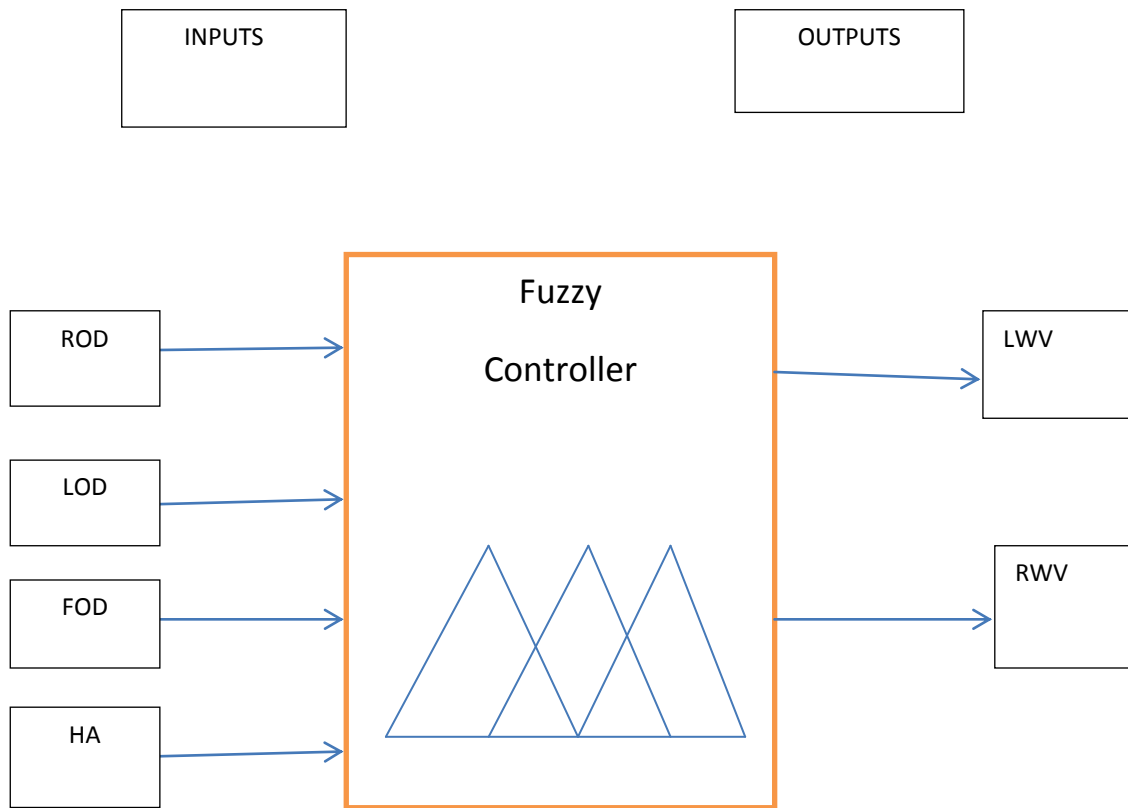 INPUTS
OUTPUTS
Fuzzy
Controller
ROD
LOD
FOD
HA
LWV
RWV